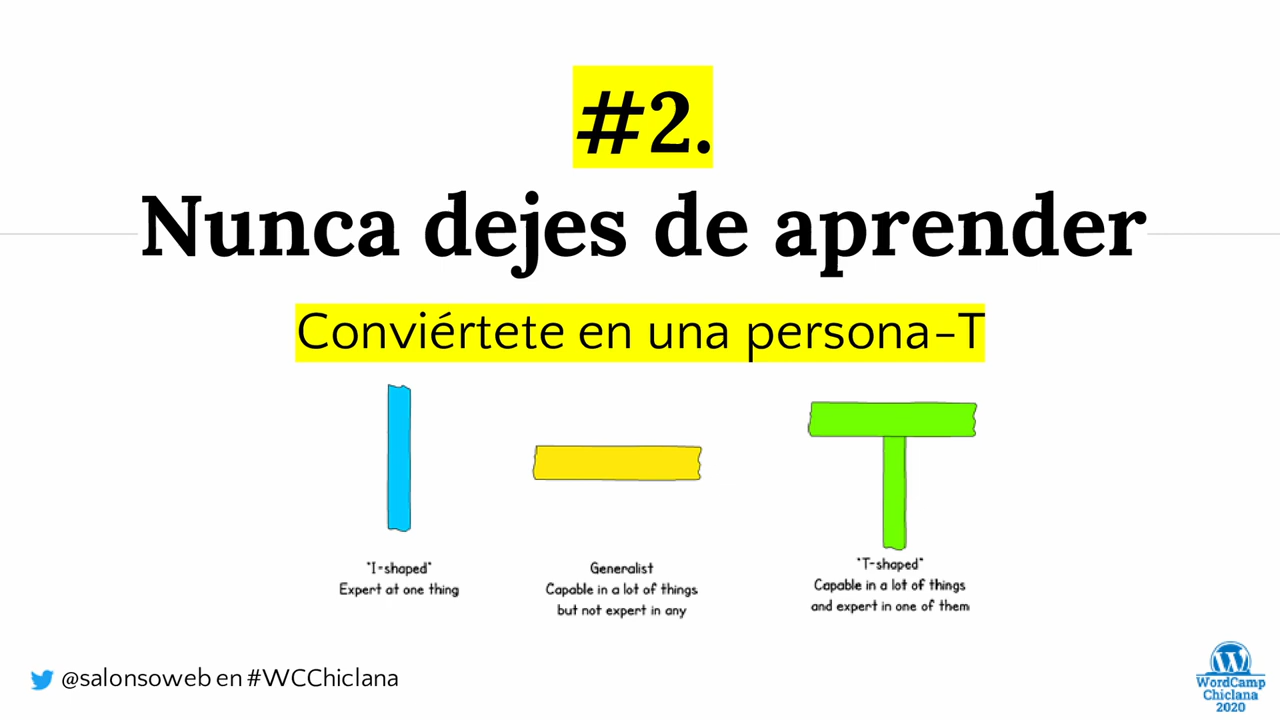 #2.
Nunca dejes de aprender
Conviértete en una persona-T
"I-shaped"
Expert at one thing
Generalist
Capable in a lot of things
but not expert in any
"T-shaped"
Capable in a lot of things
and expert in one of them
@salonsoweb en #WCChiclana
WordCamp
Chiclana
2020